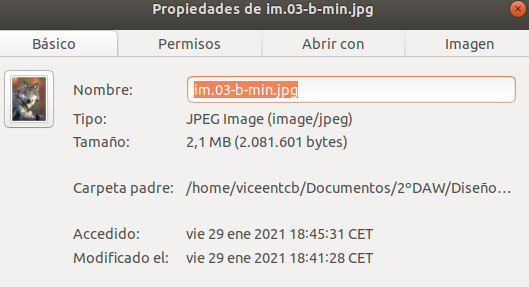 Propiedades de im.03-b-min.jpg
Básico Permisos Abrir con Imagen
Nombre: im.03-b-min.jpg
Tipo: JPEG Image (image/jpeg)
Tamaño: 2,1 MB (2.081.601 bytes)
Carpeta padre: /home/viceentcb/Documentos/2ºDAW/Diseño...
Accedido: vie 29 ene 2021 18:45:31 CET
Modificado el: vie 29 ene 2021 18:41:28 CET